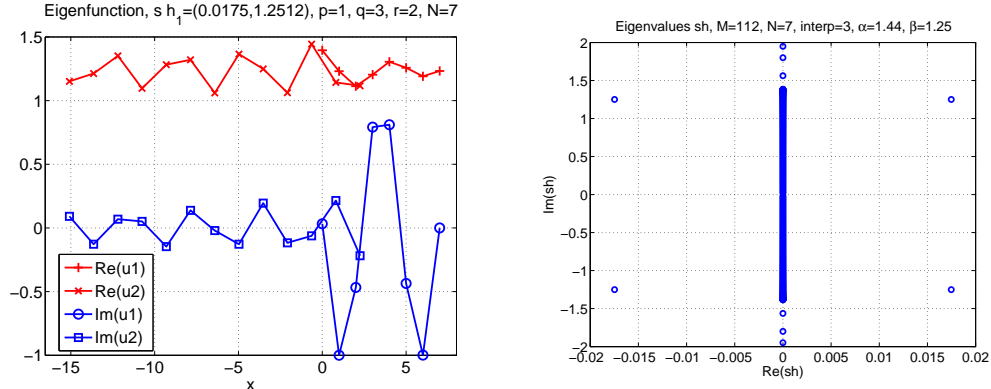 Eigenfunction, s h1=(0.0175,1.2512), p=1, q=3, r=2, N=7
1.5
1
0.5
0
−0.5
−1
Re(u1)
Re(u2)
Im(u1)
Im(u2)
−15 −10 −5 0 5
x
Eigenvalues sh, M=112, N=7, interp=3, α=1.44, β=1.25
2
1.5
1
0.5
0
−0.5
−1
−1.5
−2
Im(sh)
−0.02 −0.015 −0.01 −0.005 0 0.005 0.01 0.015 0.02
Re(sh)